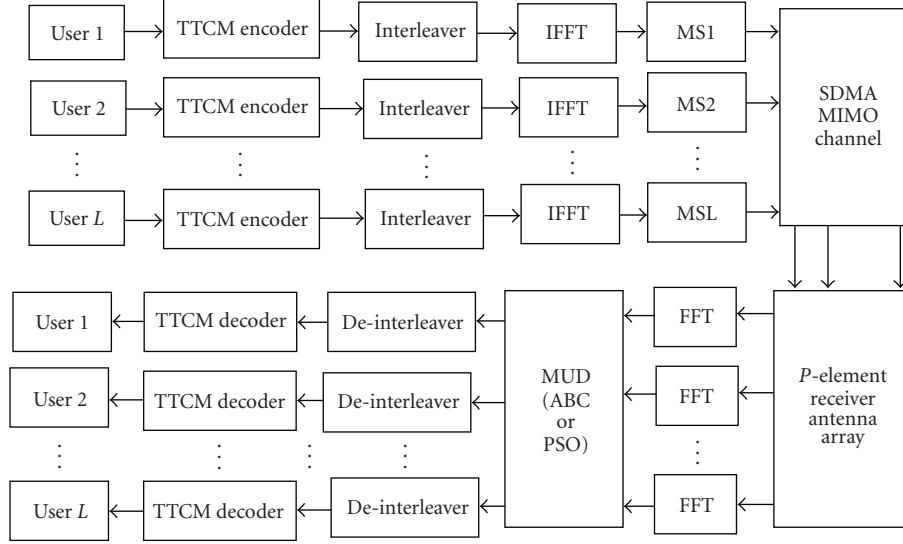 User 1
TTCM encoder
Interleaver
IFFT
MS1
User 2
TTCM encoder
Interleaver
IFFT
MS2
SDMA
MIMO
channel
User L
TTCM encoder
Interleaver
IFFT
MSL
User 1
TTCM decoder
De-interleaver
MUD
(ABC
or
PSO)
FFT
P-element
receiver
antenna
array
User 2
TTCM decoder
De-interleaver
FFT
User L
TTCM decoder
De-interleaver
FFT